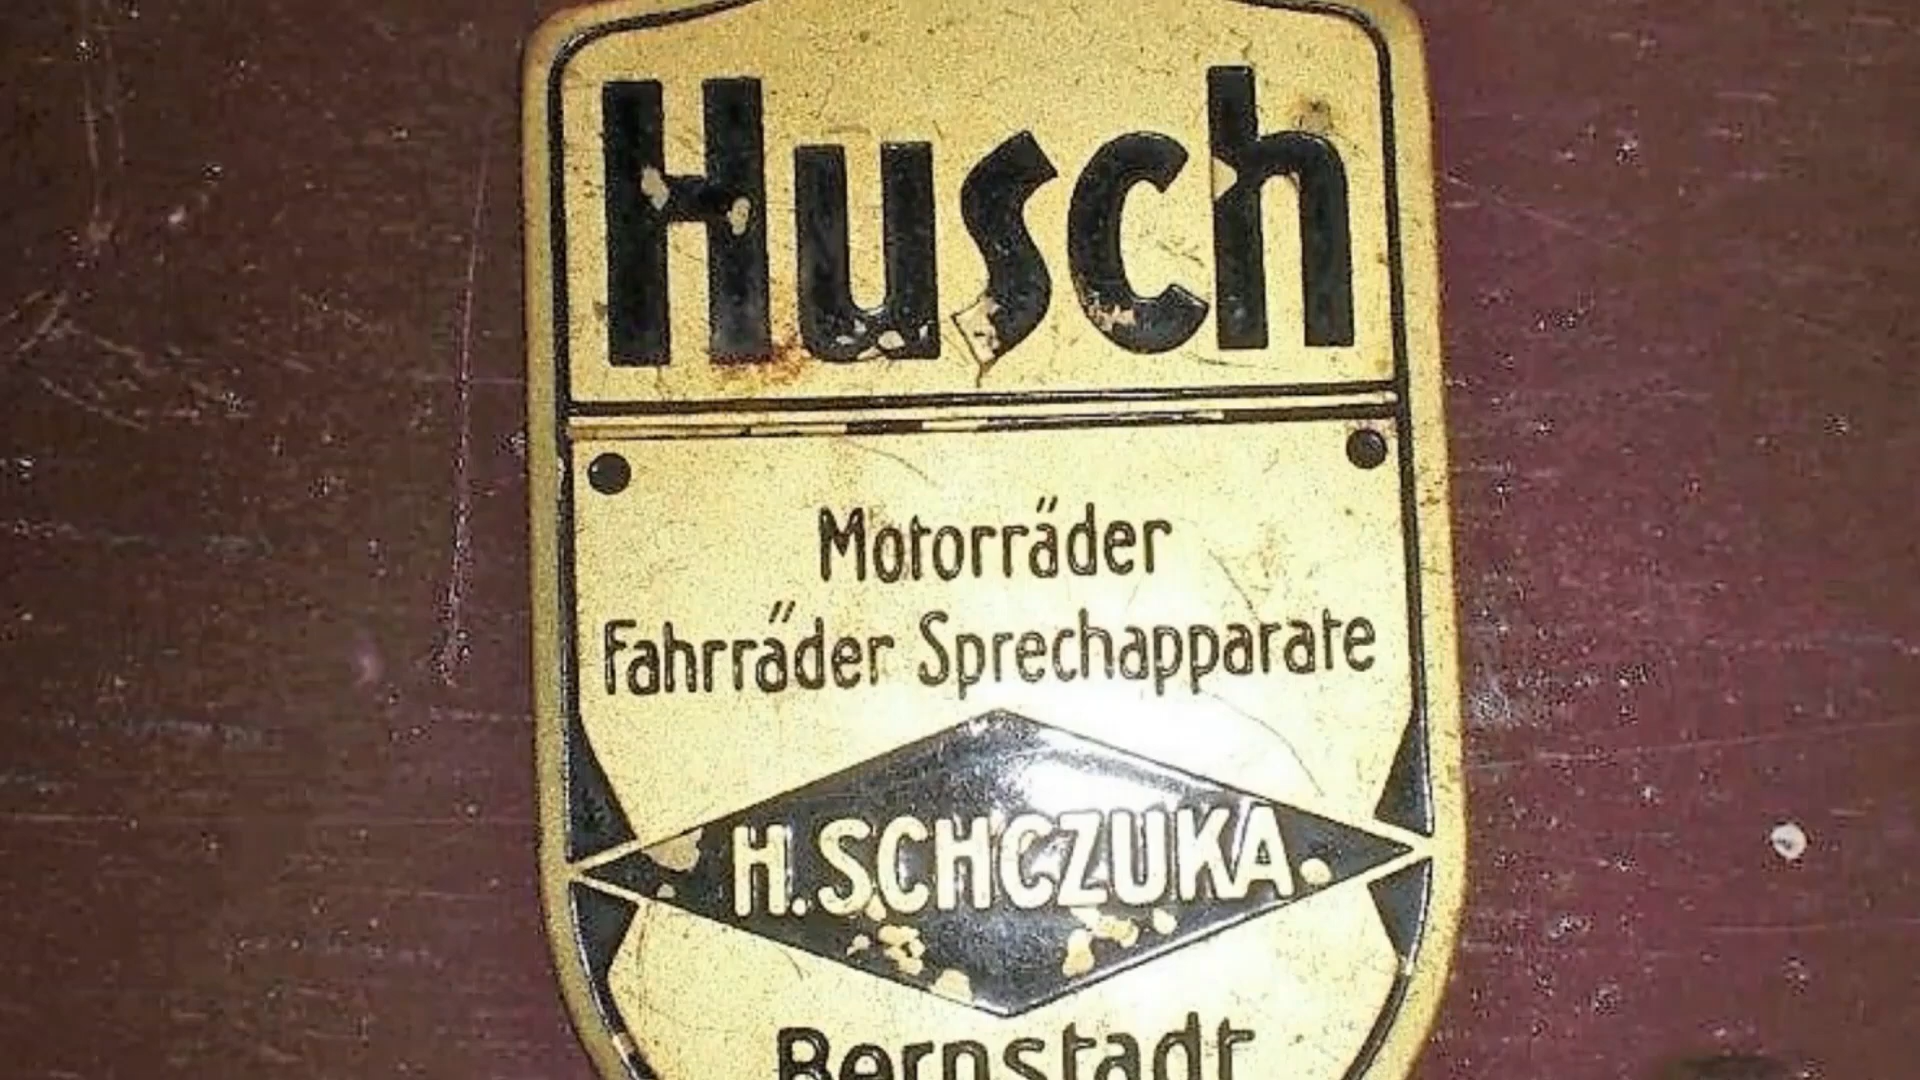 Husch
Motorräder
Fahrräder Sprechapparate
H. SCHCZUKA.
Bernstadt